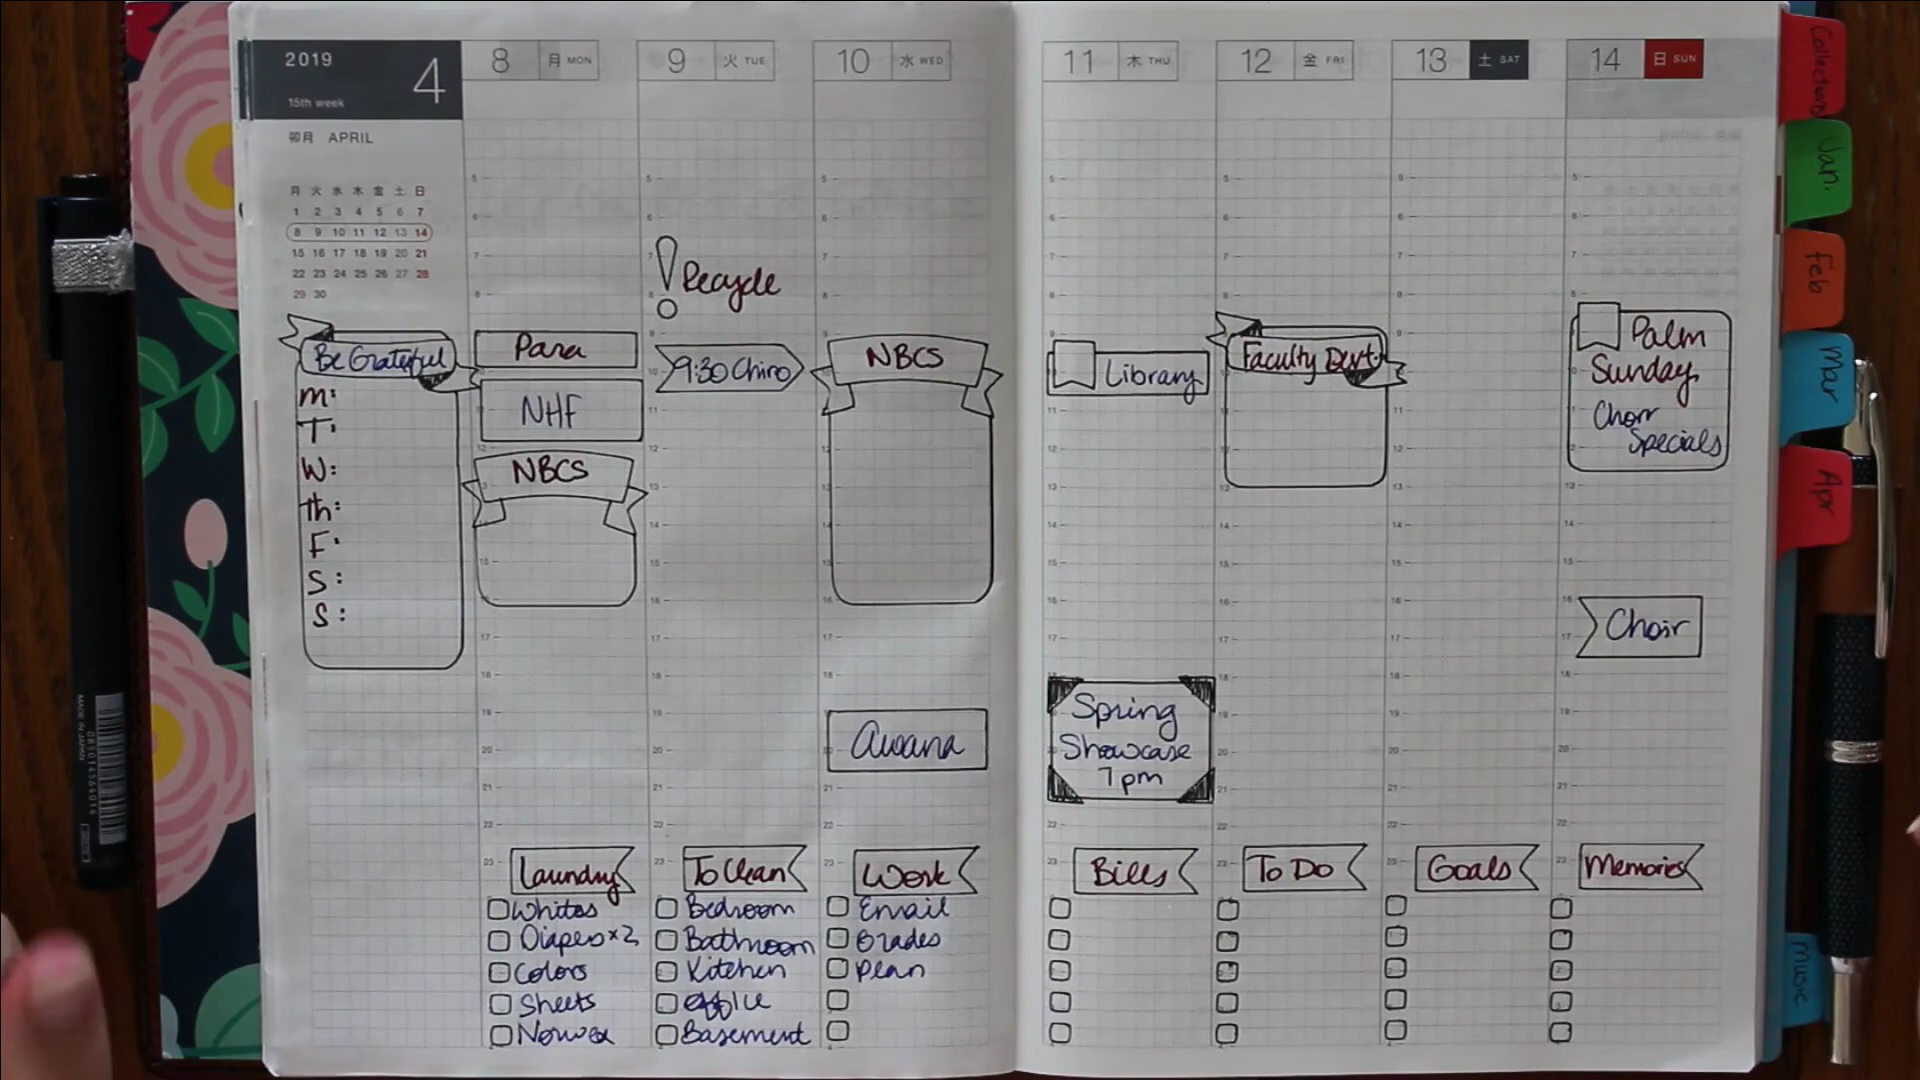 2019
4
15th week
卯月 APRIL
月 火 水 木 金 土 日
1 2 3 4 5 6 7
8 9 10 11 12 13 14
15 16 17 18 19 20 21
22 23 24 25 26 27 28
29 30
Be Grateful
M:
T:
W:
Th:
F:
S:
S:
8 月 MON
Para
NHF
NBCS
Laundry
Whites
Diapers x2
Colors
Sheets
Norwex
9 火 TUE
! Recycle
9:30 Chiro
To Clean
Bedroom
Bathroom
Kitchen
Office
Basement
10 水 WED
NBCS
Awana
Work
Email
Grades
Plan
11 木 THU
Library
Spring
Showcase
7pm
Bills
12 金 FRI
Faculty Devt.
To Do
13 土 SAT
Goals
14 日 SUN
Palm
Sunday
Choir
Specials
Choir
Memories
Collections
Jan.
Feb
Mar
Apr
Music
MADE IN JAPAN